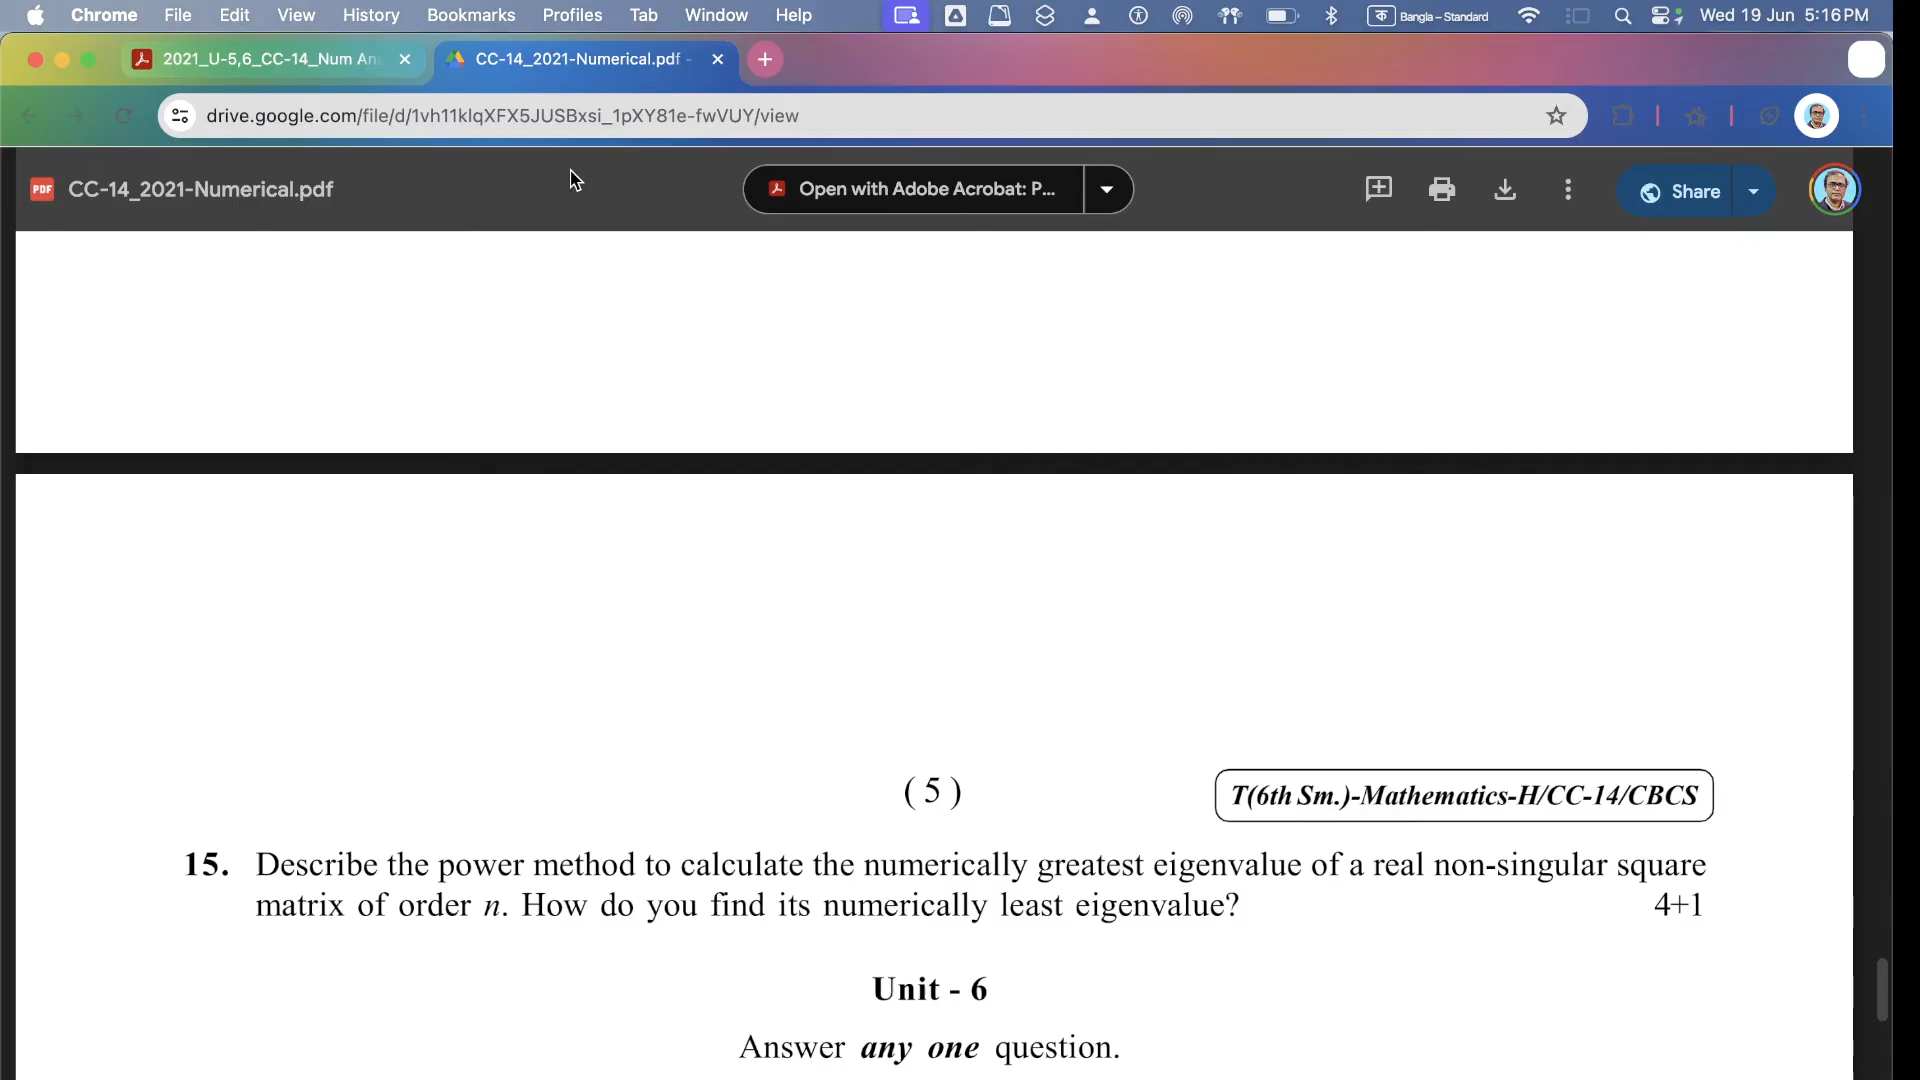 Chrome File Edit View History Bookmarks Profiles Tab Window Help ক Bangla – Standard Wed 19 Jun 5:16 PM
2021_U-5,6_CC-14_Num An CC-14_2021-Numerical.pdf -
drive.google.com/file/d/1vh11klqXFX5JUSBxsi_1pXY81e-fwVUY/view
PDF CC-14_2021-Numerical.pdf Open with Adobe Acrobat: P... Share
( 5 ) T(6th Sm.)-Mathematics-H/CC-14/CBCS
15. Describe the power method to calculate the numerically greatest eigenvalue of a real non-singular square
matrix of order n. How do you find its numerically least eigenvalue? 4+1
Unit - 6
Answer any one question.